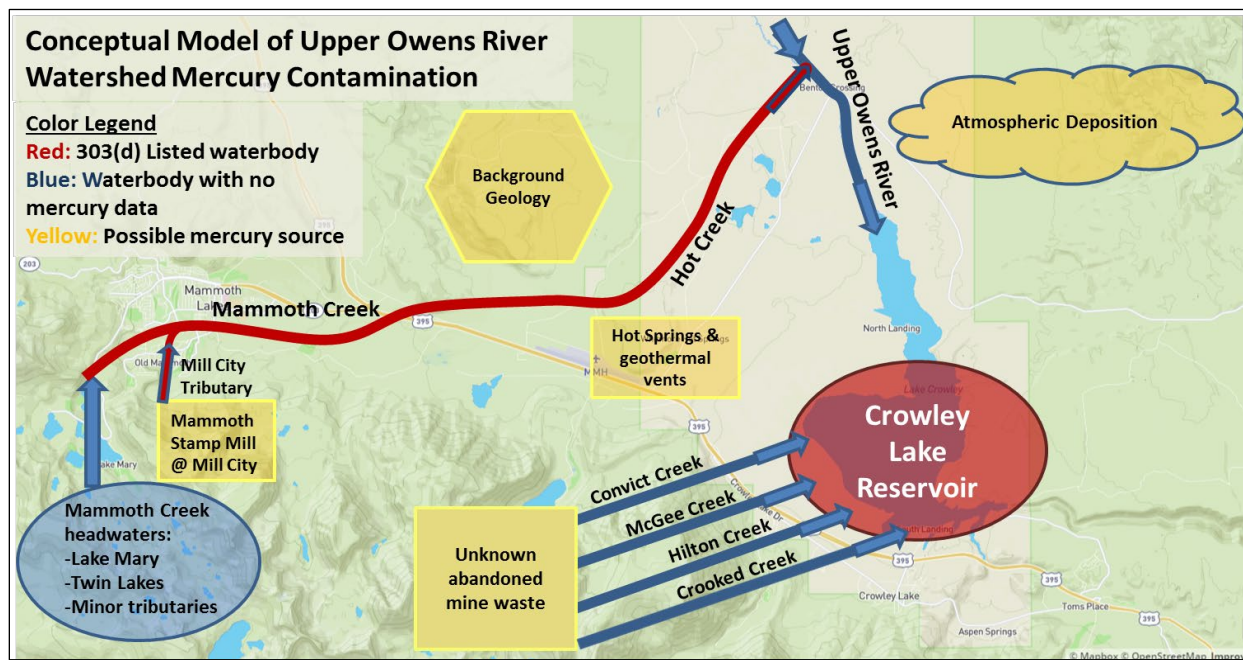 Conceptual Model of Upper Owens River
Watershed Mercury Contamination
Color Legend
Red: 303(d) Listed waterbody
Blue: Waterbody with no
mercury data
Yellow: Possible mercury source
Background
Geology
Upper Owens River
Benton Crossing
Atmospheric Deposition
Hot Creek
203
Mammoth
Lakes
Mammoth Creek
395
395
North Landing
Old Mammoth
Mill City
Tributary
Hot Springs &
geothermal
vents
MMH
Mammoth
Stamp Mill
@ Mill City
Lake Mary
Lake Crowley
Crowley
Lake
Reservoir
South Landing
395
Convict Creek
McGee Creek
Hilton Creek
Crooked Creek
Crowley Lake Dr
Mammoth Creek
headwaters:
-Lake Mary
-Twin Lakes
-Minor tributaries
Unknown
abandoned
mine waste
395
395
Crowley Lake
Toms Place
Aspen Springs
© Mapbox © OpenStreetMap Improv